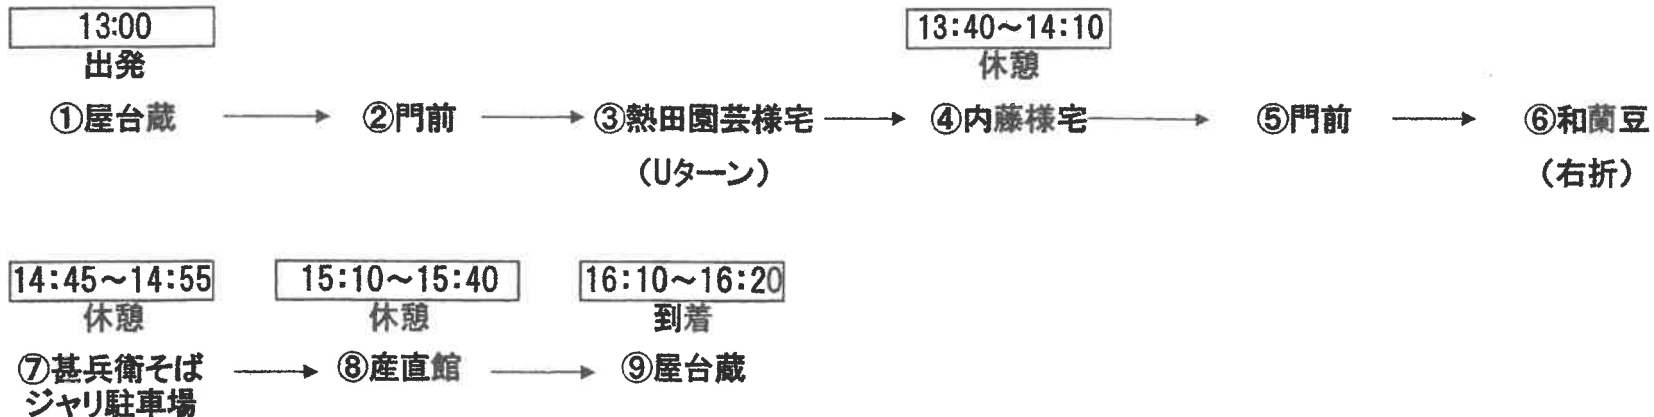 13:00 13:40～14:10
出発 休憩
①屋台蔵 → ②門前 → ③熱田園芸様宅 → ④内藤様宅 → ⑤門前 → ⑥和蘭豆
（Uターン） （右折）
14:45～14:55 15:10～15:40 16:10～16:20
休憩 休憩 到着
⑦甚兵衛そば → ⑧産直館 → ⑨屋台蔵
ジャリ駐車場